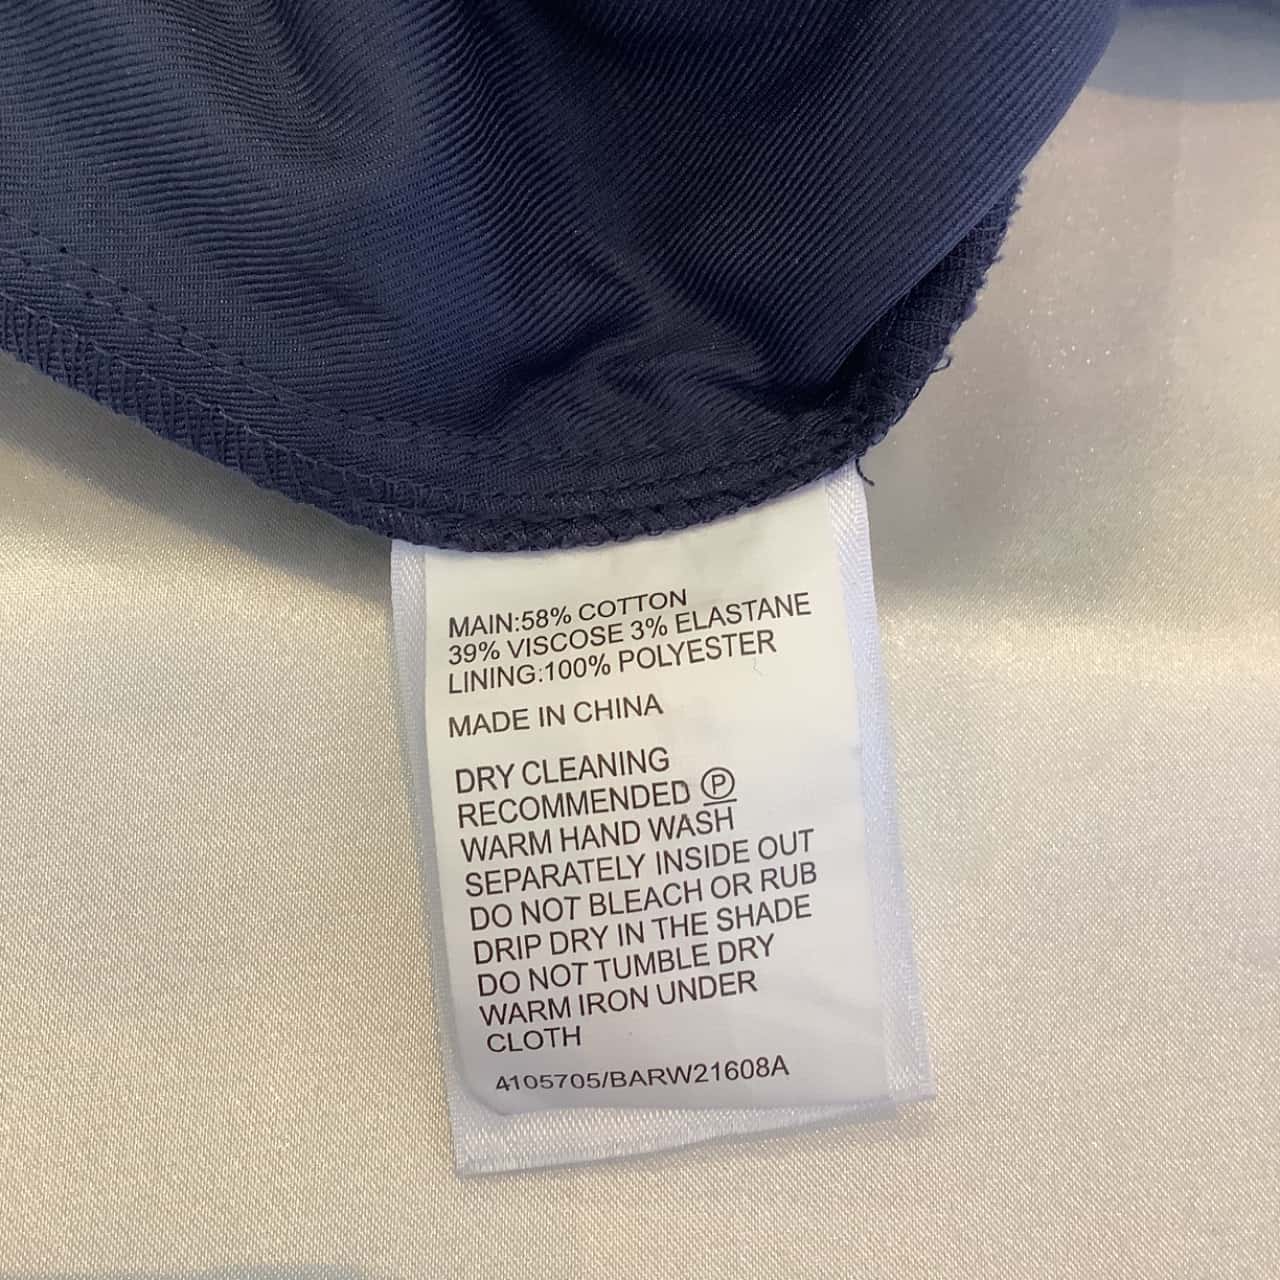 MAIN:58% COTTON
39% VISCOSE 3% ELASTANE
LINING:100% POLYESTER
MADE IN CHINA
DRY CLEANING
RECOMMENDED Ⓟ
WARM HAND WASH
SEPARATELY INSIDE OUT
DO NOT BLEACH OR RUB
DRIP DRY IN THE SHADE
DO NOT TUMBLE DRY
WARM IRON UNDER
CLOTH
4105705/BARW21608A